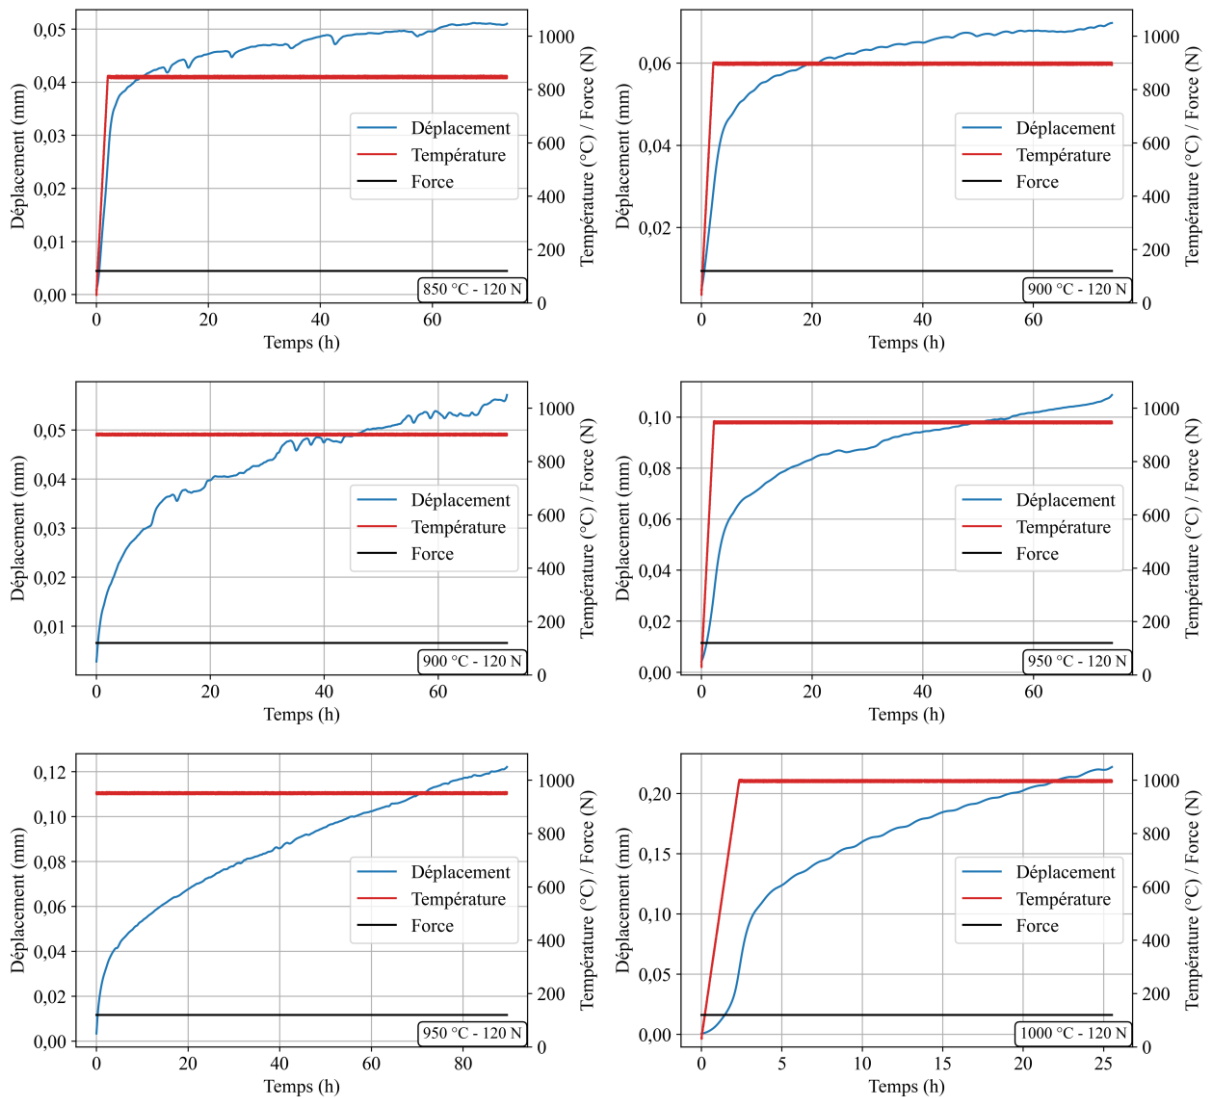 0,05
0,04
0,03
0,02
0,01
0,00
Déplacement (mm)
0
20
40
60
Temps (h)
1000
800
600
400
200
0
Température (°C) / Force (N)
Déplacement
Température
Force
850 °C - 120 N
0,06
0,04
0,02
Déplacement (mm)
0
20
40
60
Temps (h)
1000
800
600
400
200
0
Température (°C) / Force (N)
Déplacement
Température
Force
900 °C - 120 N
0,05
0,04
0,03
0,02
0,01
Déplacement (mm)
0
20
40
60
Temps (h)
1000
800
600
400
200
0
Température (°C) / Force (N)
Déplacement
Température
Force
900 °C - 120 N
0,10
0,08
0,06
0,04
0,02
0,00
Déplacement (mm)
0
20
40
60
Temps (h)
1000
800
600
400
200
0
Température (°C) / Force (N)
Déplacement
Température
Force
950 °C - 120 N
0,12
0,10
0,08
0,06
0,04
0,02
0,00
Déplacement (mm)
0
20
40
60
80
Temps (h)
1000
800
600
400
200
0
Température (°C) / Force (N)
Déplacement
Température
Force
950 °C - 120 N
0,20
0,15
0,10
0,05
0,00
Déplacement (mm)
0
5
10
15
20
25
Temps (h)
1000
800
600
400
200
0
Température (°C) / Force (N)
Déplacement
Température
Force
1000 °C - 120 N